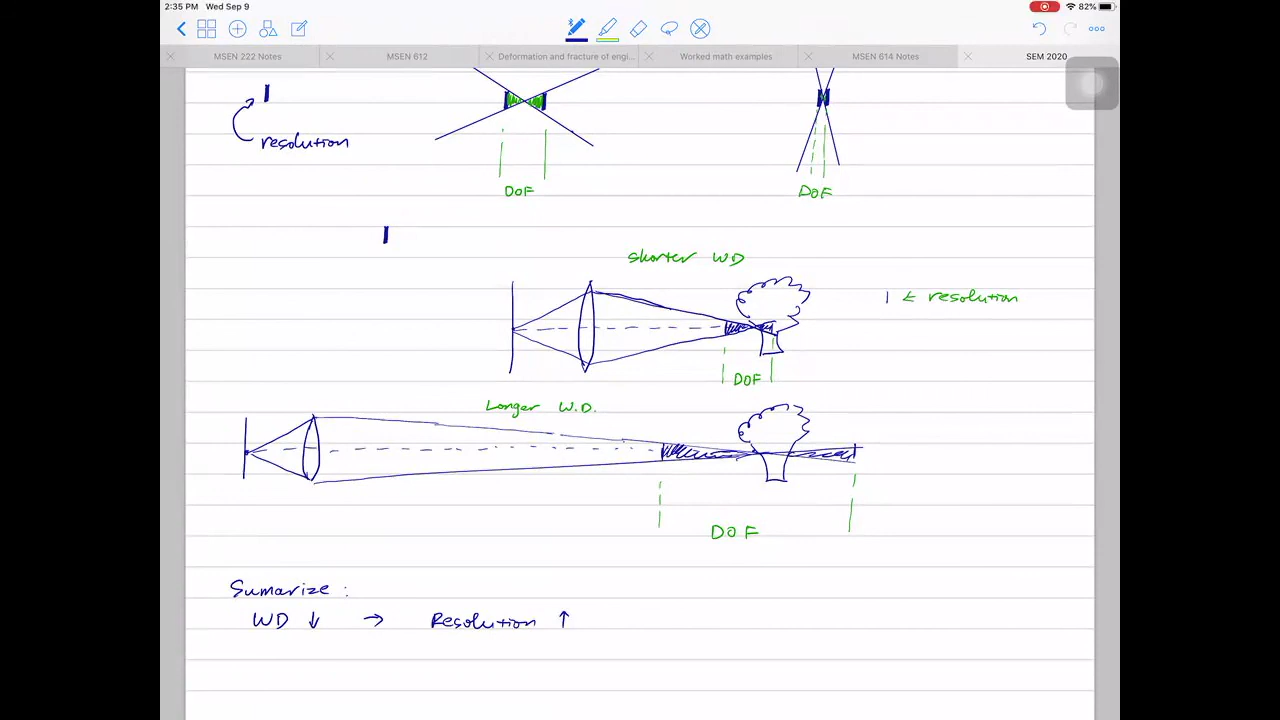 2:35 PM Wed Sep 9
82%
MSEN 222 Notes
MSEN 612
Deformation and fracture of engi...
Worked math examples
MSEN 614 Notes
SEM 2020
resolution
DOF
DOF
shorter WD
← resolution
DOF
Longer W.D.
DOF
Sumarize :
WD ↓ → Resolution ↑